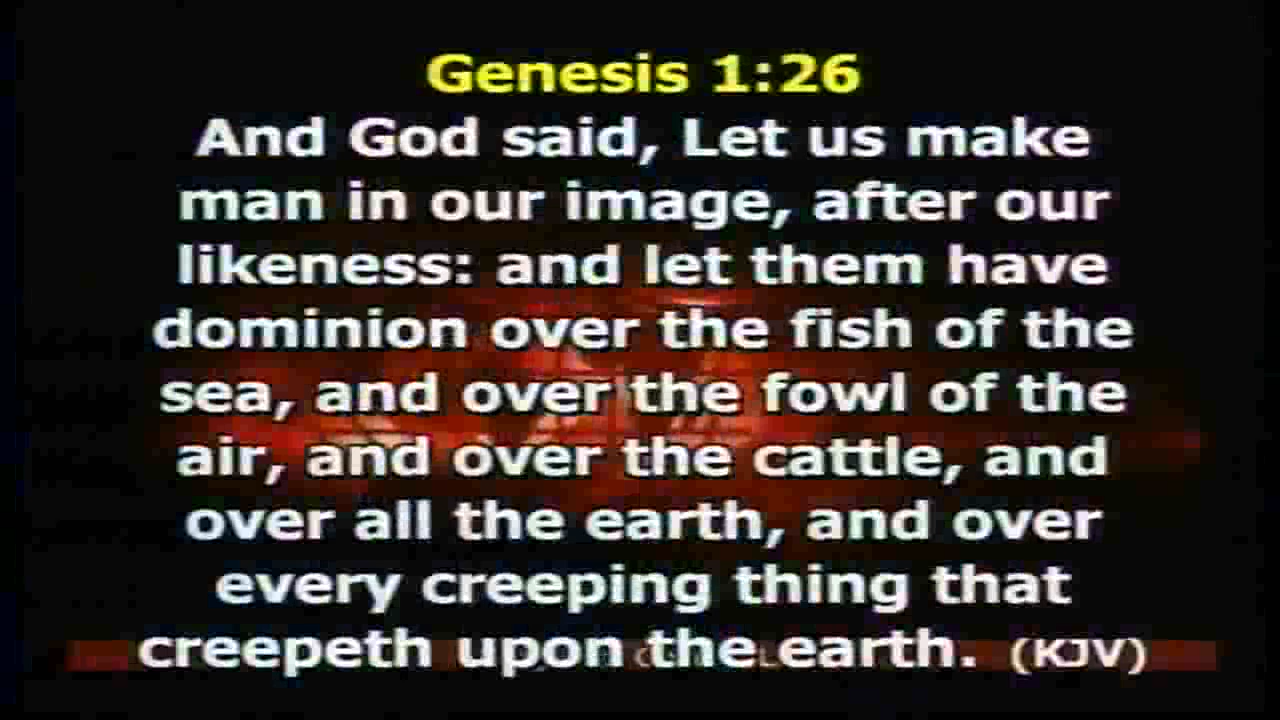 Genesis 1:26
And God said, Let us make
man in our image, after our
likeness: and let them have
dominion over the fish of the
sea, and over the fowl of the
air, and over the cattle, and
over all the earth, and over
every creeping thing that
creepeth upon the earth. (KJV)